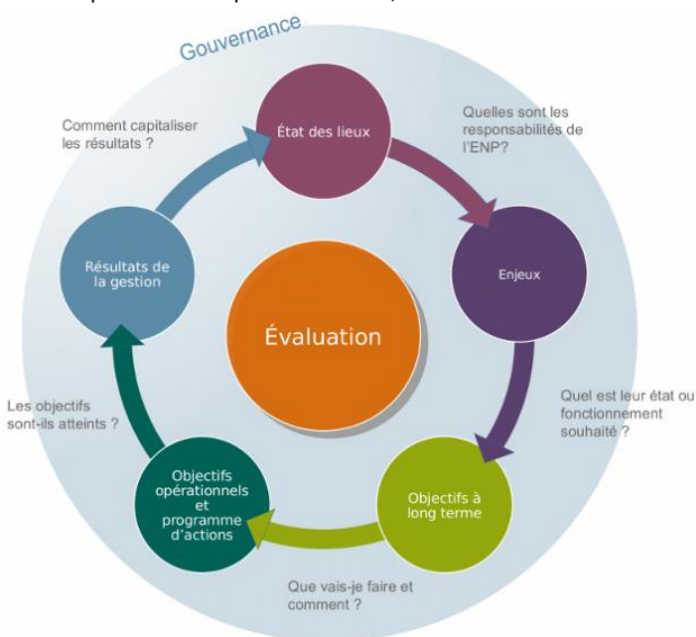 Gouvernance
État des lieux
Quelles sont les
responsabilités de
l'ENP?
Enjeux
Quel est leur état ou
fonctionnement
souhaité ?
Objectifs à
long terme
Que vais-je faire et
comment ?
Objectifs
opérationnels
et
programme
d'actions
Les objectifs
sont-ils atteints ?
Résultats de
la gestion
Comment capitaliser
les résultats ?
Évaluation